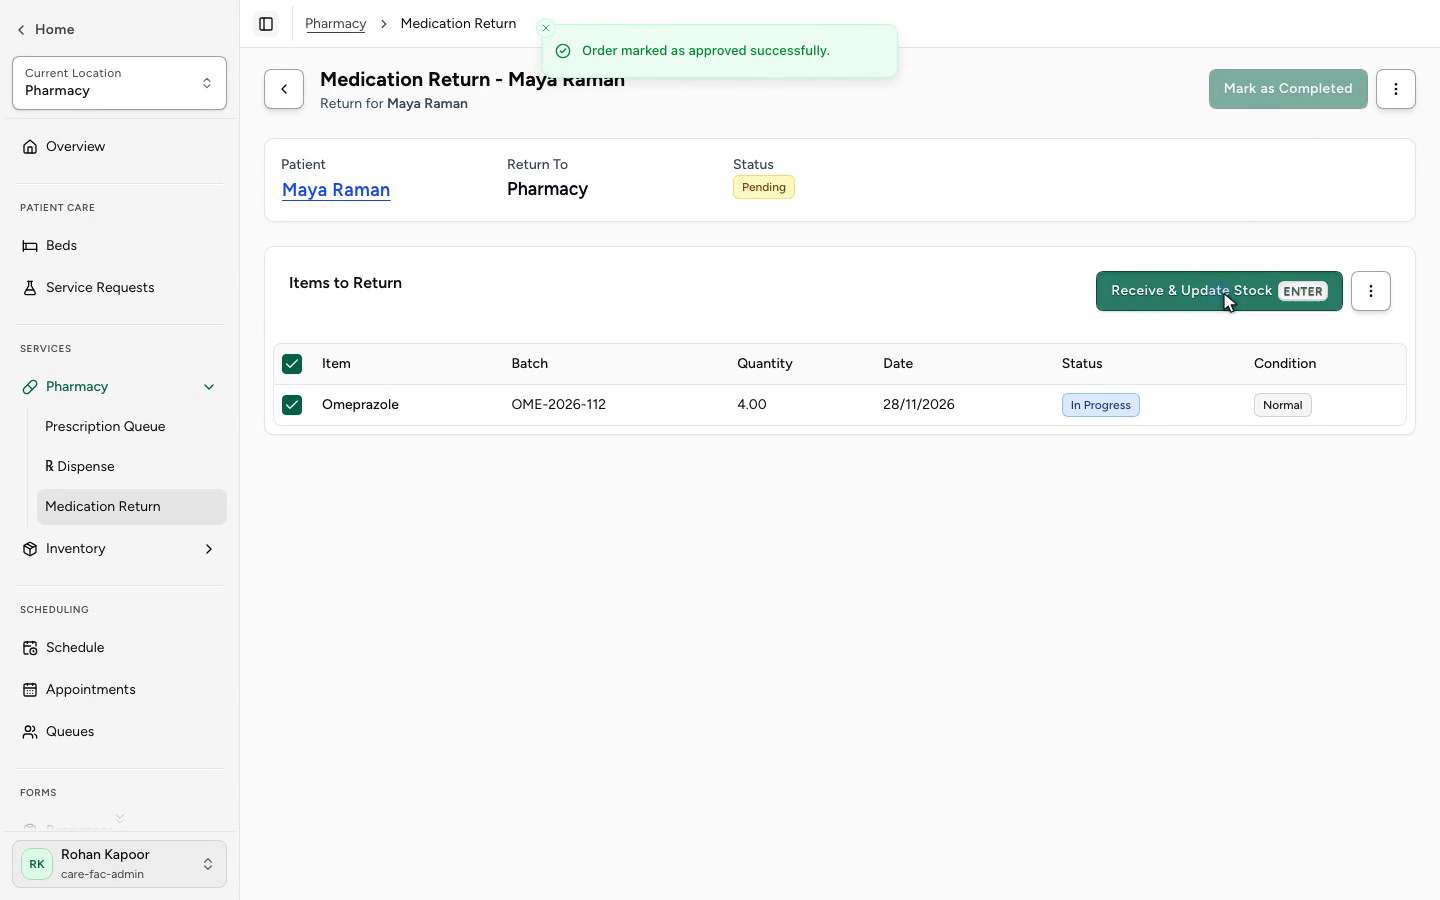 Home
Current Location
Pharmacy
Overview
PATIENT CARE
Beds
Service Requests
SERVICES
Pharmacy
Prescription Queue
℞ Dispense
Medication Return
Inventory
SCHEDULING
Schedule
Appointments
Queues
FORMS
RK
Rohan Kapoor
care-fac-admin
Pharmacy > Medication Return
Order marked as approved successfully.
Medication Return - Maya Raman
Return for Maya Raman
Mark as Completed
Patient Return To Status
Maya Raman Pharmacy Pending
Items to Return
Receive & Update Stock ENTER
Item Batch Quantity Date Status Condition
Omeprazole OME-2026-112 4.00 28/11/2026 In Progress Normal